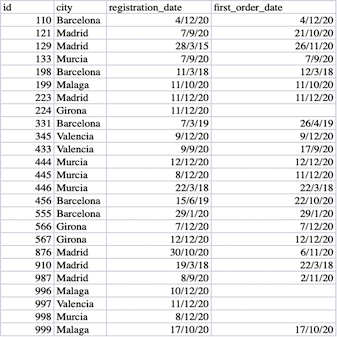 id city registration_date first_order_date
110 Barcelona 4/12/20 4/12/20
121 Madrid 7/9/20 21/10/20
129 Madrid 28/3/15 26/11/20
133 Murcia 7/9/20 7/9/20
198 Barcelona 11/3/18 12/3/18
199 Malaga 11/10/20 11/10/20
223 Madrid 11/12/20 11/12/20
224 Girona 11/12/20
331 Barcelona 7/3/19 26/4/19
345 Valencia 9/12/20 9/12/20
433 Valencia 9/9/20 17/9/20
444 Murcia 12/12/20 12/12/20
445 Murcia 8/12/20 11/12/20
446 Murcia 22/3/18 22/3/18
456 Barcelona 15/6/19 22/10/20
555 Barcelona 29/1/20 29/1/20
566 Girona 7/12/20 7/12/20
567 Girona 12/12/20 12/12/20
876 Madrid 30/10/20 6/11/20
910 Madrid 19/3/18 22/3/18
987 Madrid 8/9/20 2/11/20
996 Malaga 10/12/20
997 Valencia 11/12/20
998 Murcia 8/12/20
999 Malaga 17/10/20 17/10/20